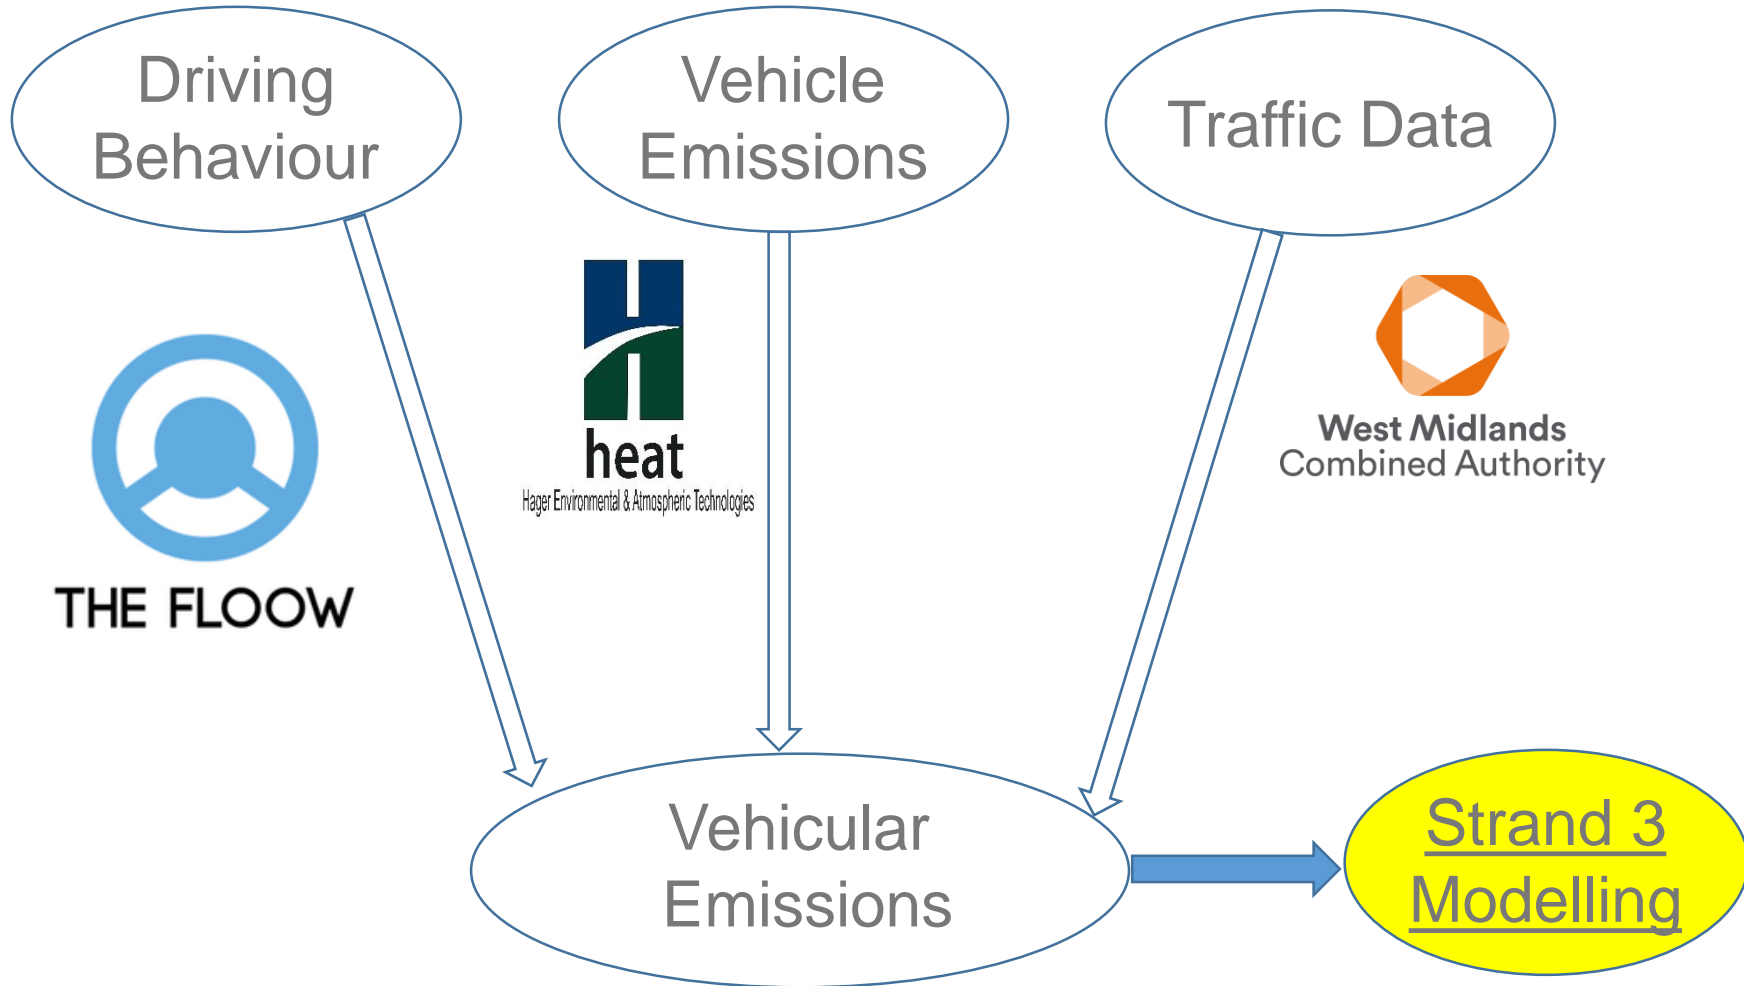 Driving
Behaviour
Vehicle
Emissions
Traffic Data
THE FLOOW
heat
Hager Environmental & Atmospheric Technologies
West Midlands
Combined Authority
Vehicular
Emissions
Strand 3
Modelling